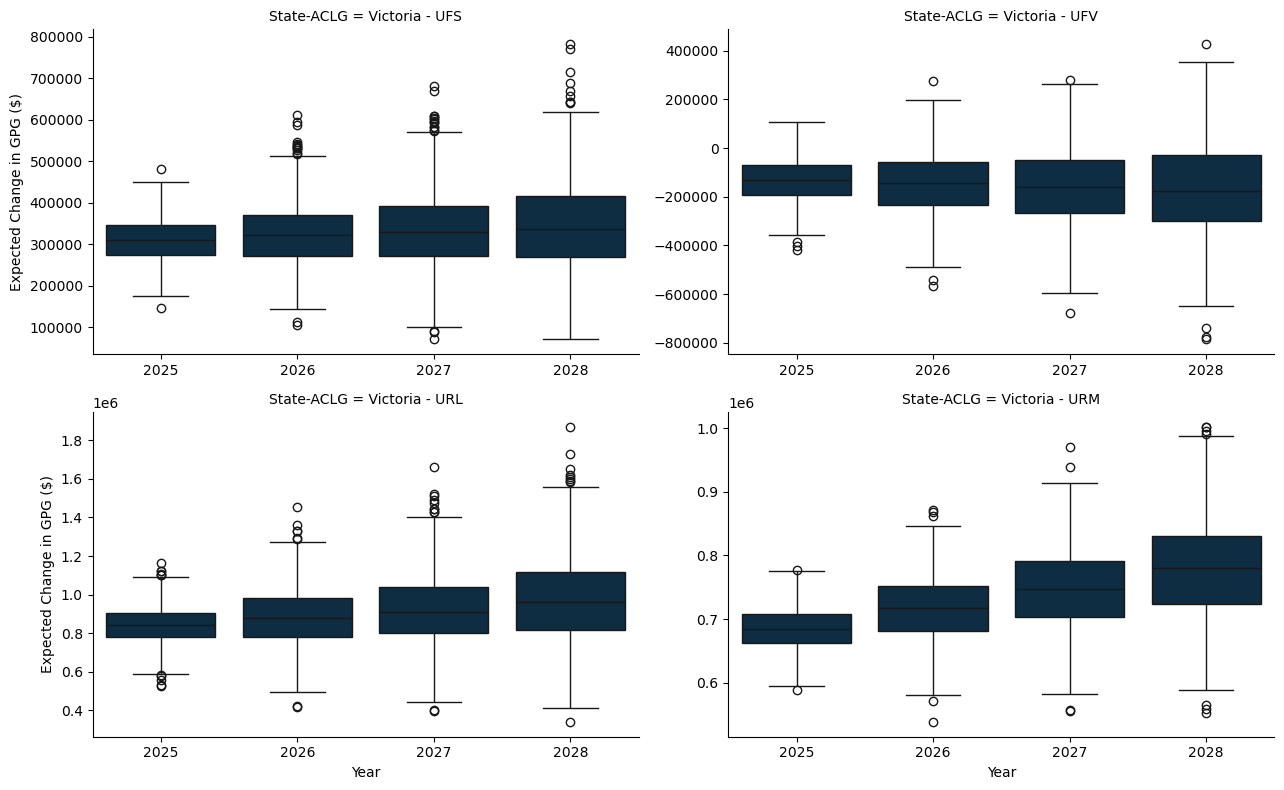 State-ACLG = Victoria - UFS
Expected Change in GPG ($)
800000
700000
600000
500000
400000
300000
200000
100000
2025 2026 2027 2028
State-ACLG = Victoria - UFV
400000
200000
0
−200000
−400000
−600000
−800000
2025 2026 2027 2028
State-ACLG = Victoria - URL
1e6
Expected Change in GPG ($)
1.8
1.6
1.4
1.2
1.0
0.8
0.6
0.4
2025 2026 2027 2028
Year
State-ACLG = Victoria - URM
1e6
1.0
0.9
0.8
0.7
0.6
2025 2026 2027 2028
Year